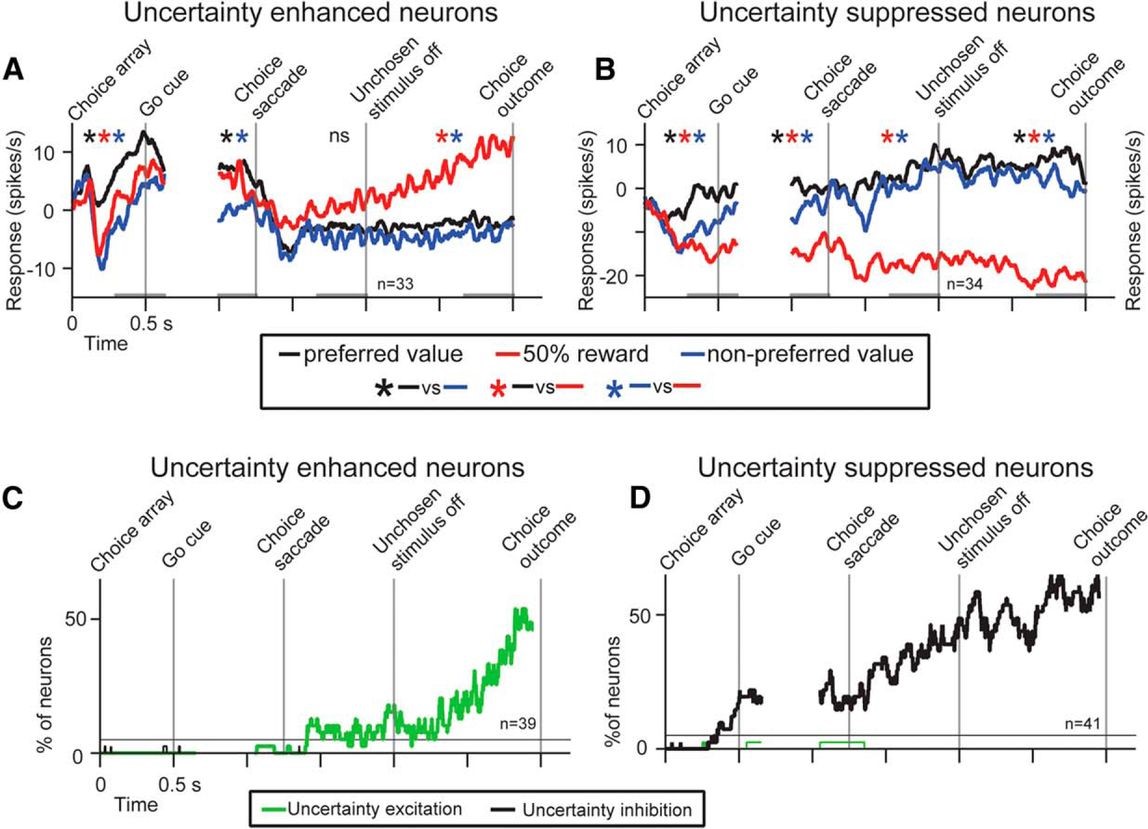 Uncertainty enhanced neurons
Uncertainty suppressed neurons
A
Choice array
Go cue
Choice
saccade
Unchosen
stimulus off
Choice
outcome
Response (spikes/s)
10
0
-10
* * *
* *
ns
* *
n=33
0
0.5 s
Time
B
Choice array
Go cue
Choice
saccade
Unchosen
stimulus off
Choice
outcome
Response (spikes/s)
10
0
-20
* * *
* * *
* *
* * *
n=34
Response (spikes/s)
preferred value 50% reward non-preferred value
* vs * vs * vs
Uncertainty enhanced neurons
Uncertainty suppressed neurons
C
Choice array
Go cue
Choice
saccade
Unchosen
stimulus off
Choice
outcome
% of neurons
50
0
n=39
0
0.5 s
Time
D
Choice array
Go cue
Choice
saccade
Unchosen
stimulus off
Choice
outcome
%of neurons
50
0
n=41
Uncertainty excitation Uncertainty inhibition